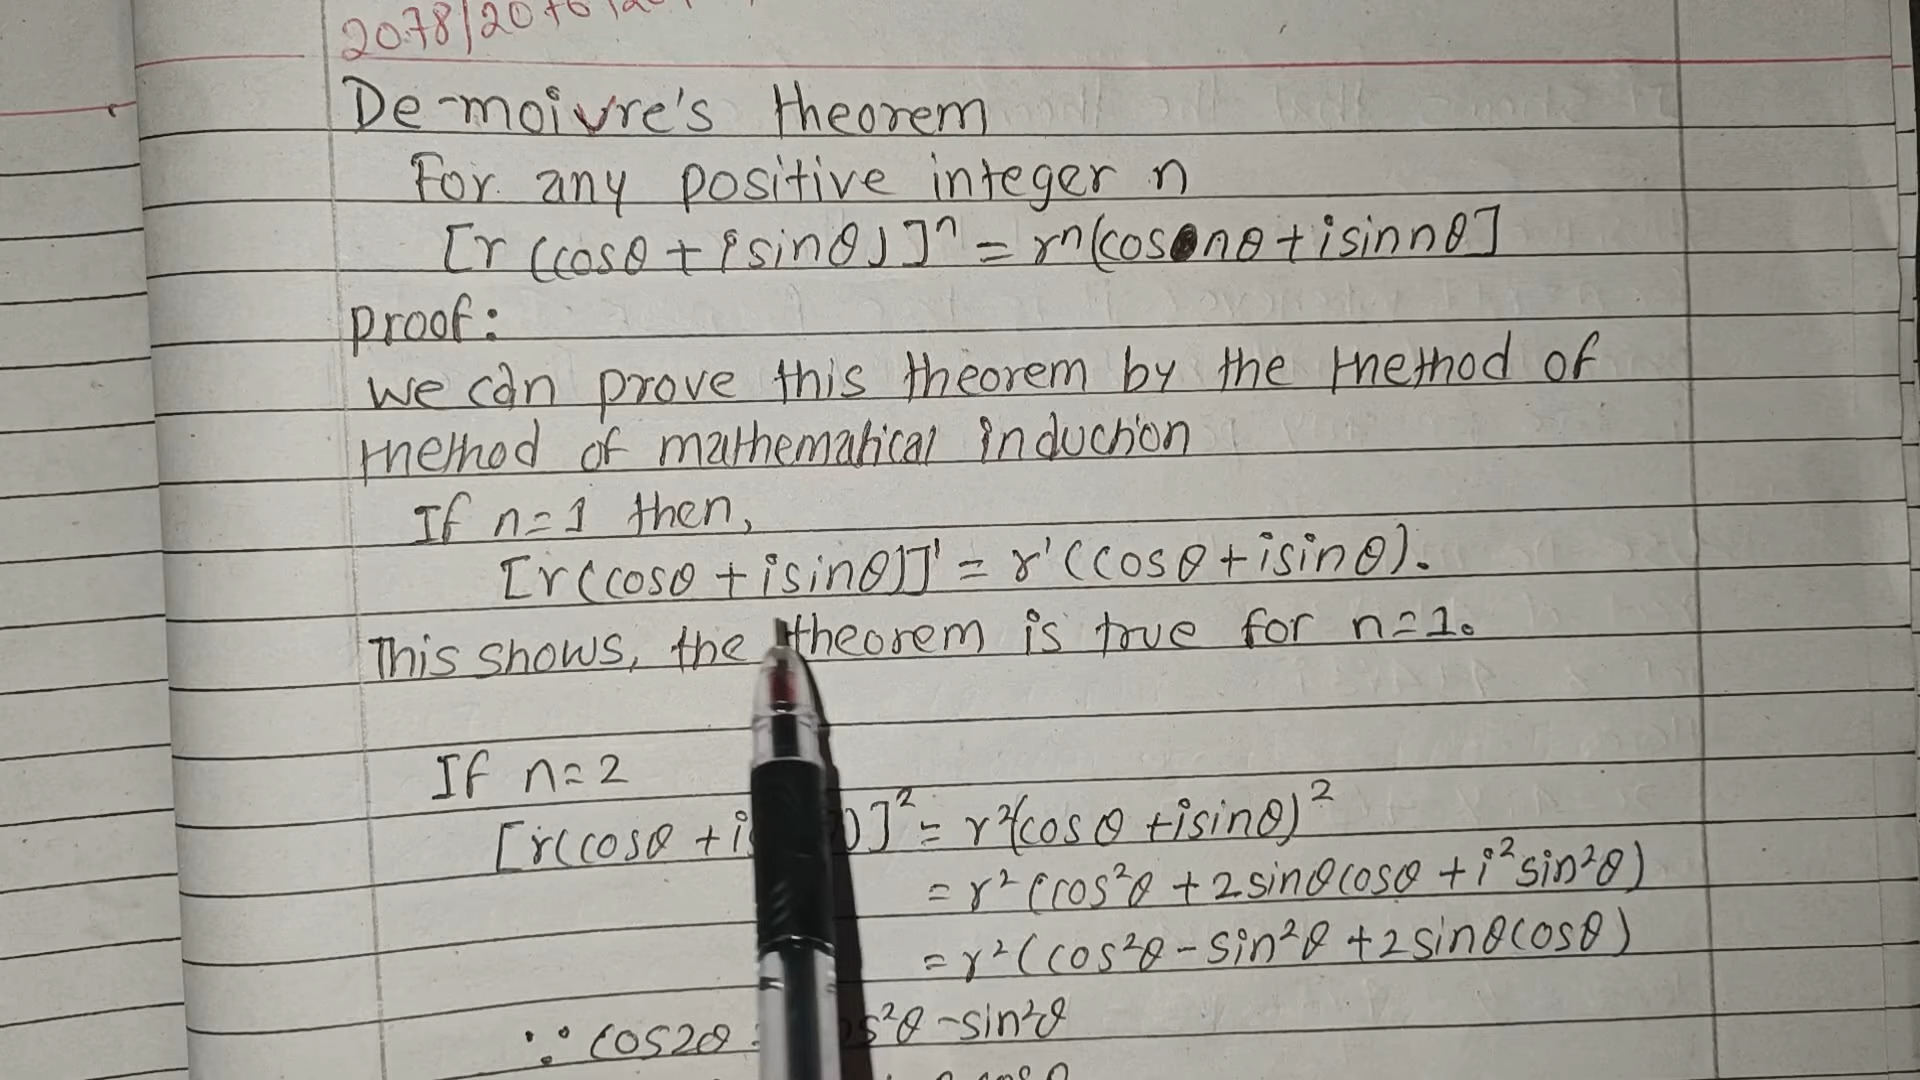 2078/2076
De-moivre's theorem
For any positive integer n
[r (cosθ + isinθ)]ⁿ = rⁿ(cosnθ + isinnθ]
proof:
we can prove this theorem by the method of
method of mathematical induction
If n=1 then,
[r(cosθ + isinθ)]¹ = r¹(cosθ + isinθ).
This shows, the theorem is true for n=1.
If n=2
[r(cosθ + i θ)]² = r²(cosθ + isinθ)²
= r² (cos²θ + 2sinθcosθ + i²sin²θ)
= r² (cos²θ - sin²θ + 2sinθcosθ)
∵ cos2θ = s²θ - sin²θ